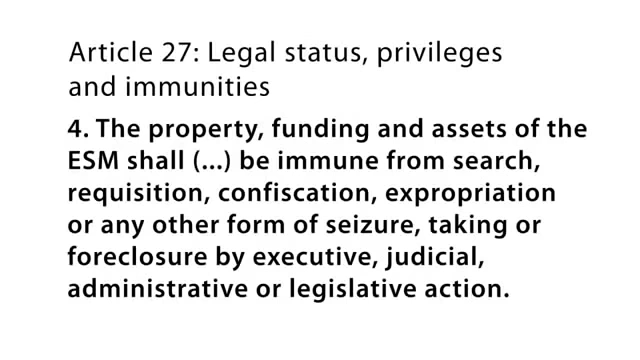 Article 27: Legal status, privileges
and immunities
4. The property, funding and assets of the
ESM shall (...) be immune from search,
requisition, confiscation, expropriation
or any other form of seizure, taking or
foreclosure by executive, judicial,
administrative or legislative action.